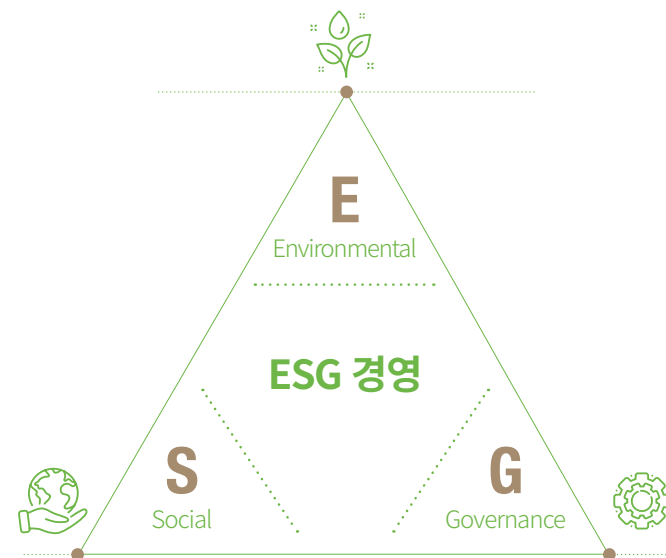 E
Environmental
ESG 경영
S
Social
G
Governance